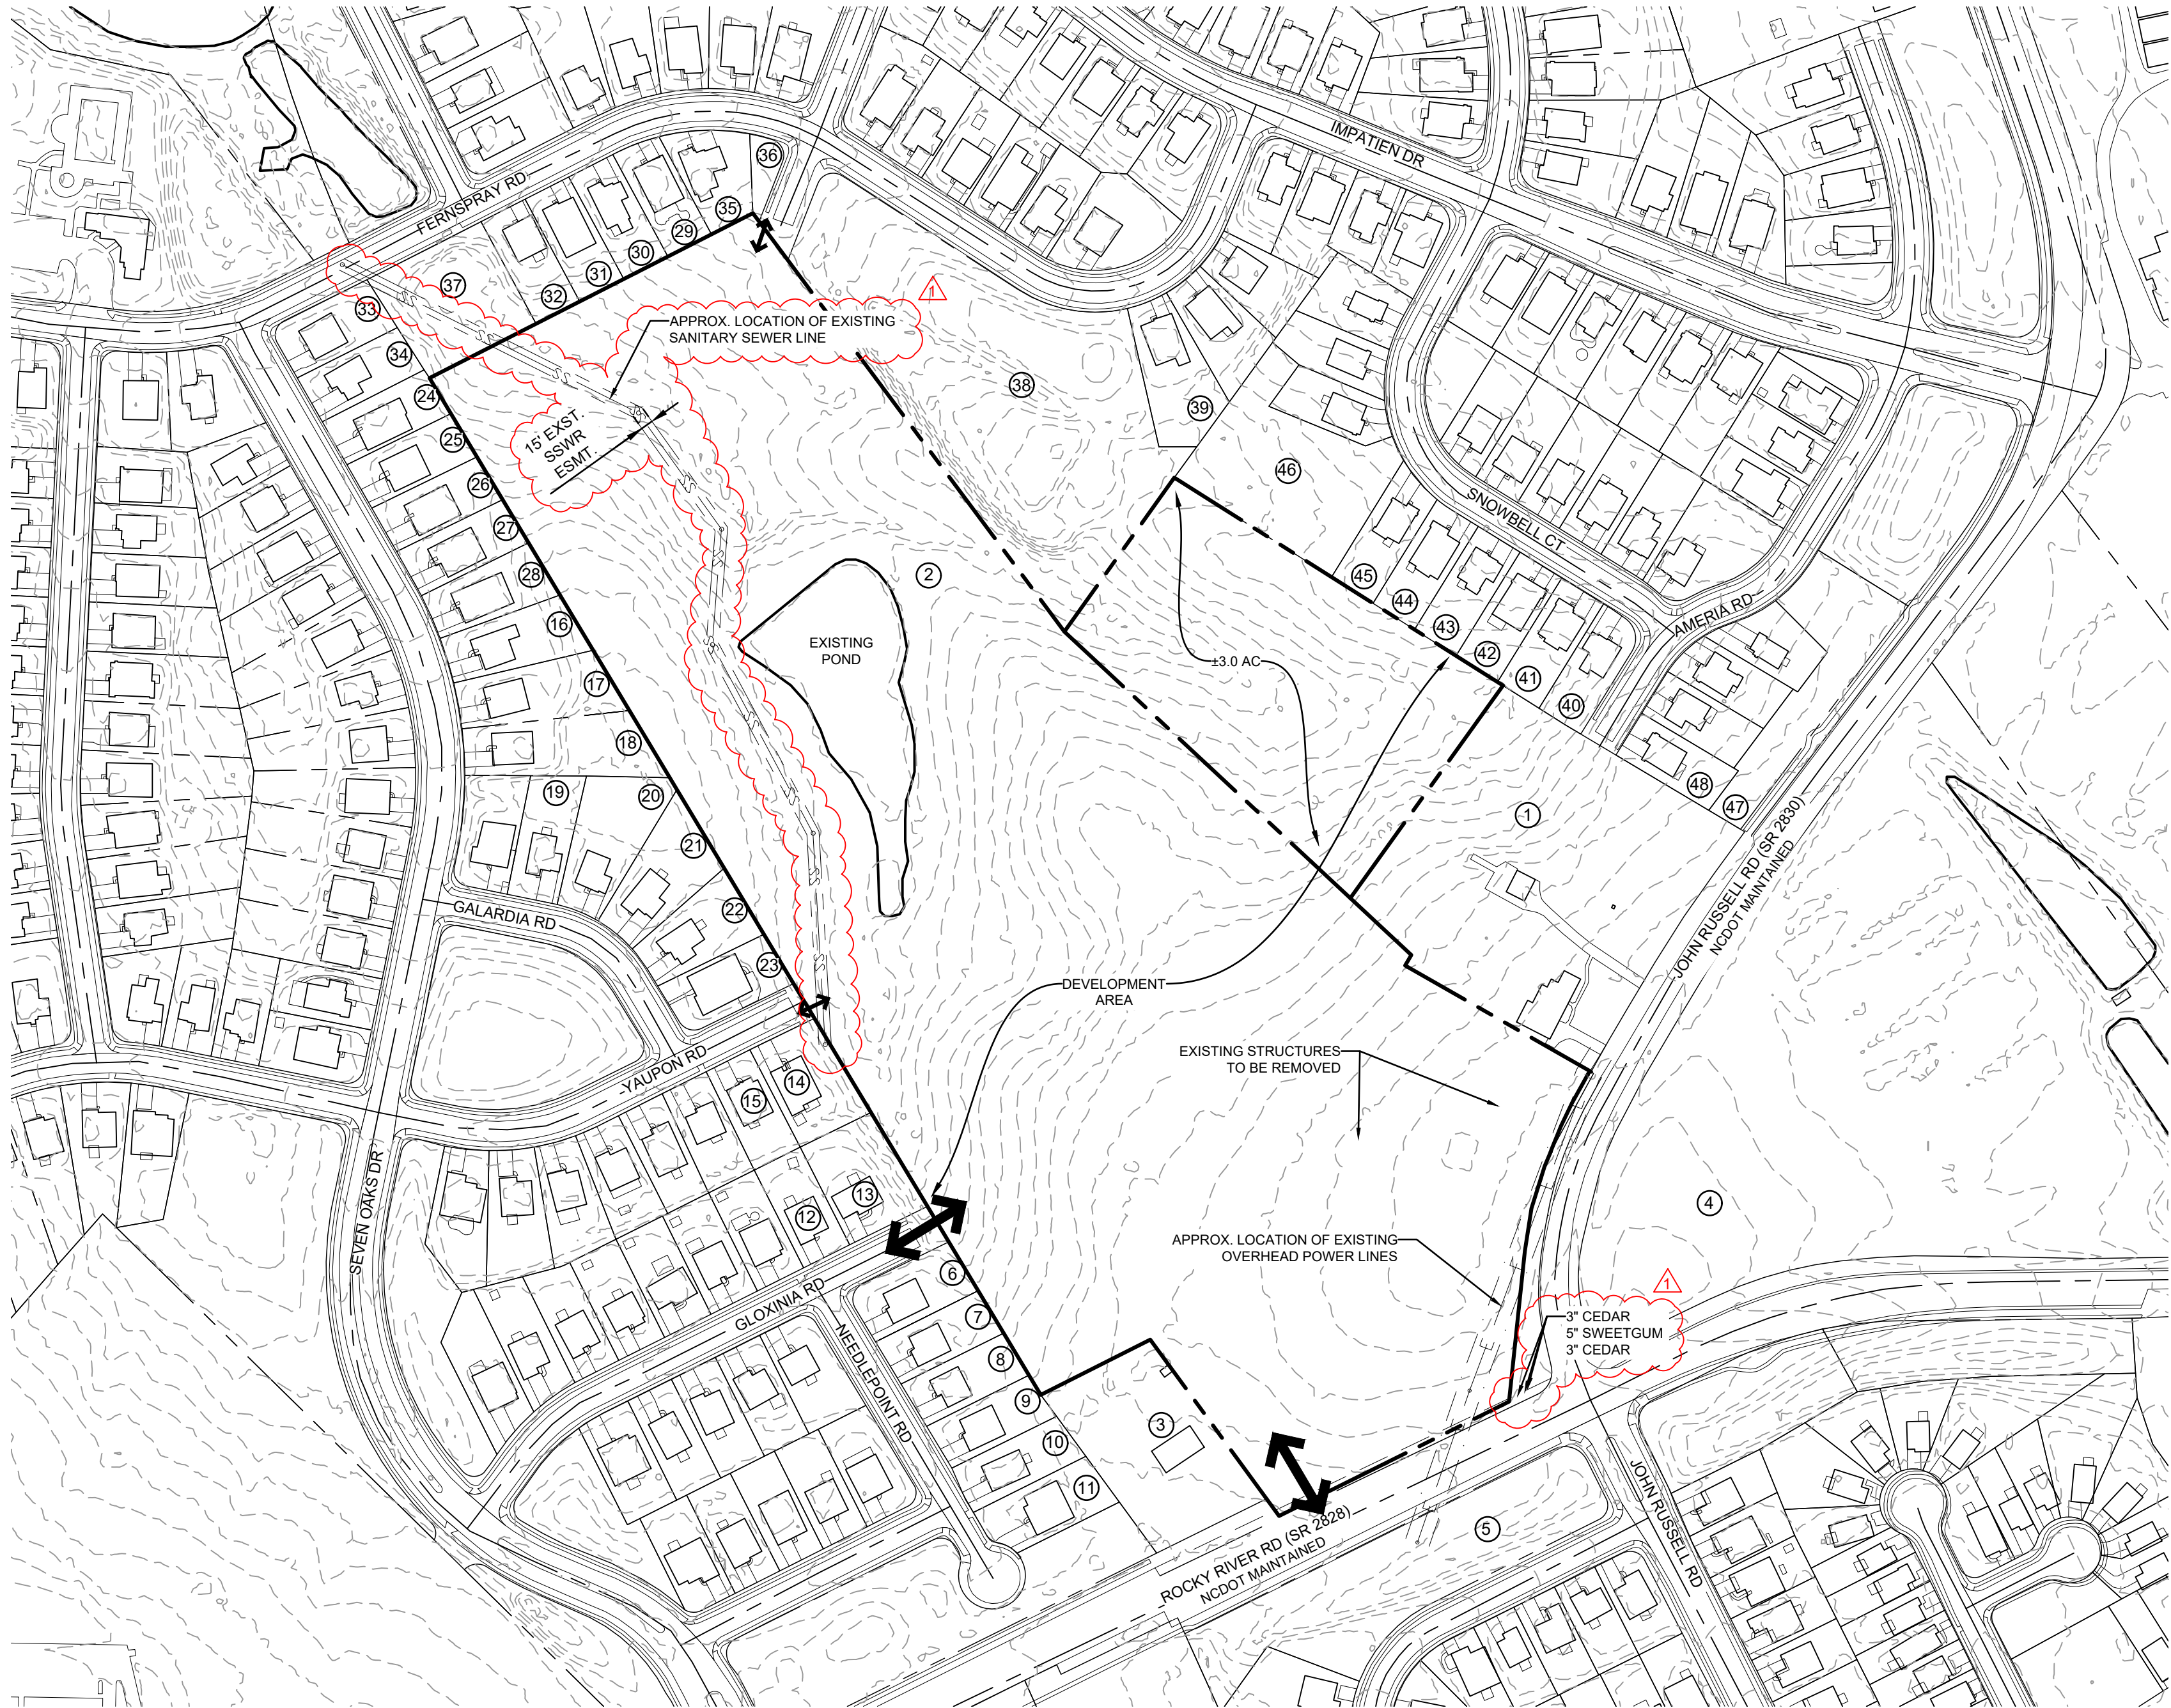 IMPATIEN DR
36
FERNSPRAY RD
35
29
30
31
32
37
33
34
1
APPROX. LOCATION OF EXISTING
SANITARY SEWER LINE
38
39
24
25
15' EXST.
SSWR
ESMT.
46
26
27
SNOWBELL CT
28
2
45
44
16
AMERIA RD
43
EXISTING
POND
42
±3.0 AC
41
17
40
18
48
19
20
47
1
21
JOHN RUSSELL RD (SR 2830)
NCDOT MAINTAINED
GALARDIA RD
22
23
DEVELOPMENT
AREA
EXISTING STRUCTURES
TO BE REMOVED
YAUPON RD
14
15
SEVEN OAKS DR
13
12
4
APPROX. LOCATION OF EXISTING
OVERHEAD POWER LINES
6
1
GLOXINIA RD
7
3" CEDAR
5" SWEETGUM
3" CEDAR
NEEDLEPOINT RD
8
9
3
10
11
5
JOHN RUSSELL RD
ROCKY RIVER RD (SR 2828)
NCDOT MAINTAINED